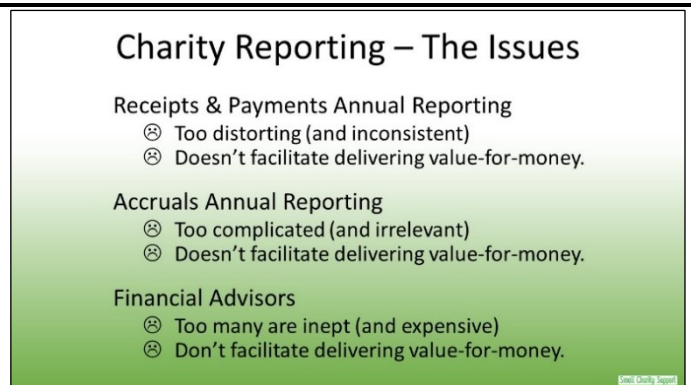 Charity Reporting – The Issues
Receipts & Payments Annual Reporting
☹ Too distorting (and inconsistent)
☹ Doesn’t facilitate delivering value-for-money.
Accruals Annual Reporting
☹ Too complicated (and irrelevant)
☹ Doesn’t facilitate delivering value-for-money.
Financial Advisors
☹ Too many are inept (and expensive)
☹ Don’t facilitate delivering value-for-money.
Small Charity Support